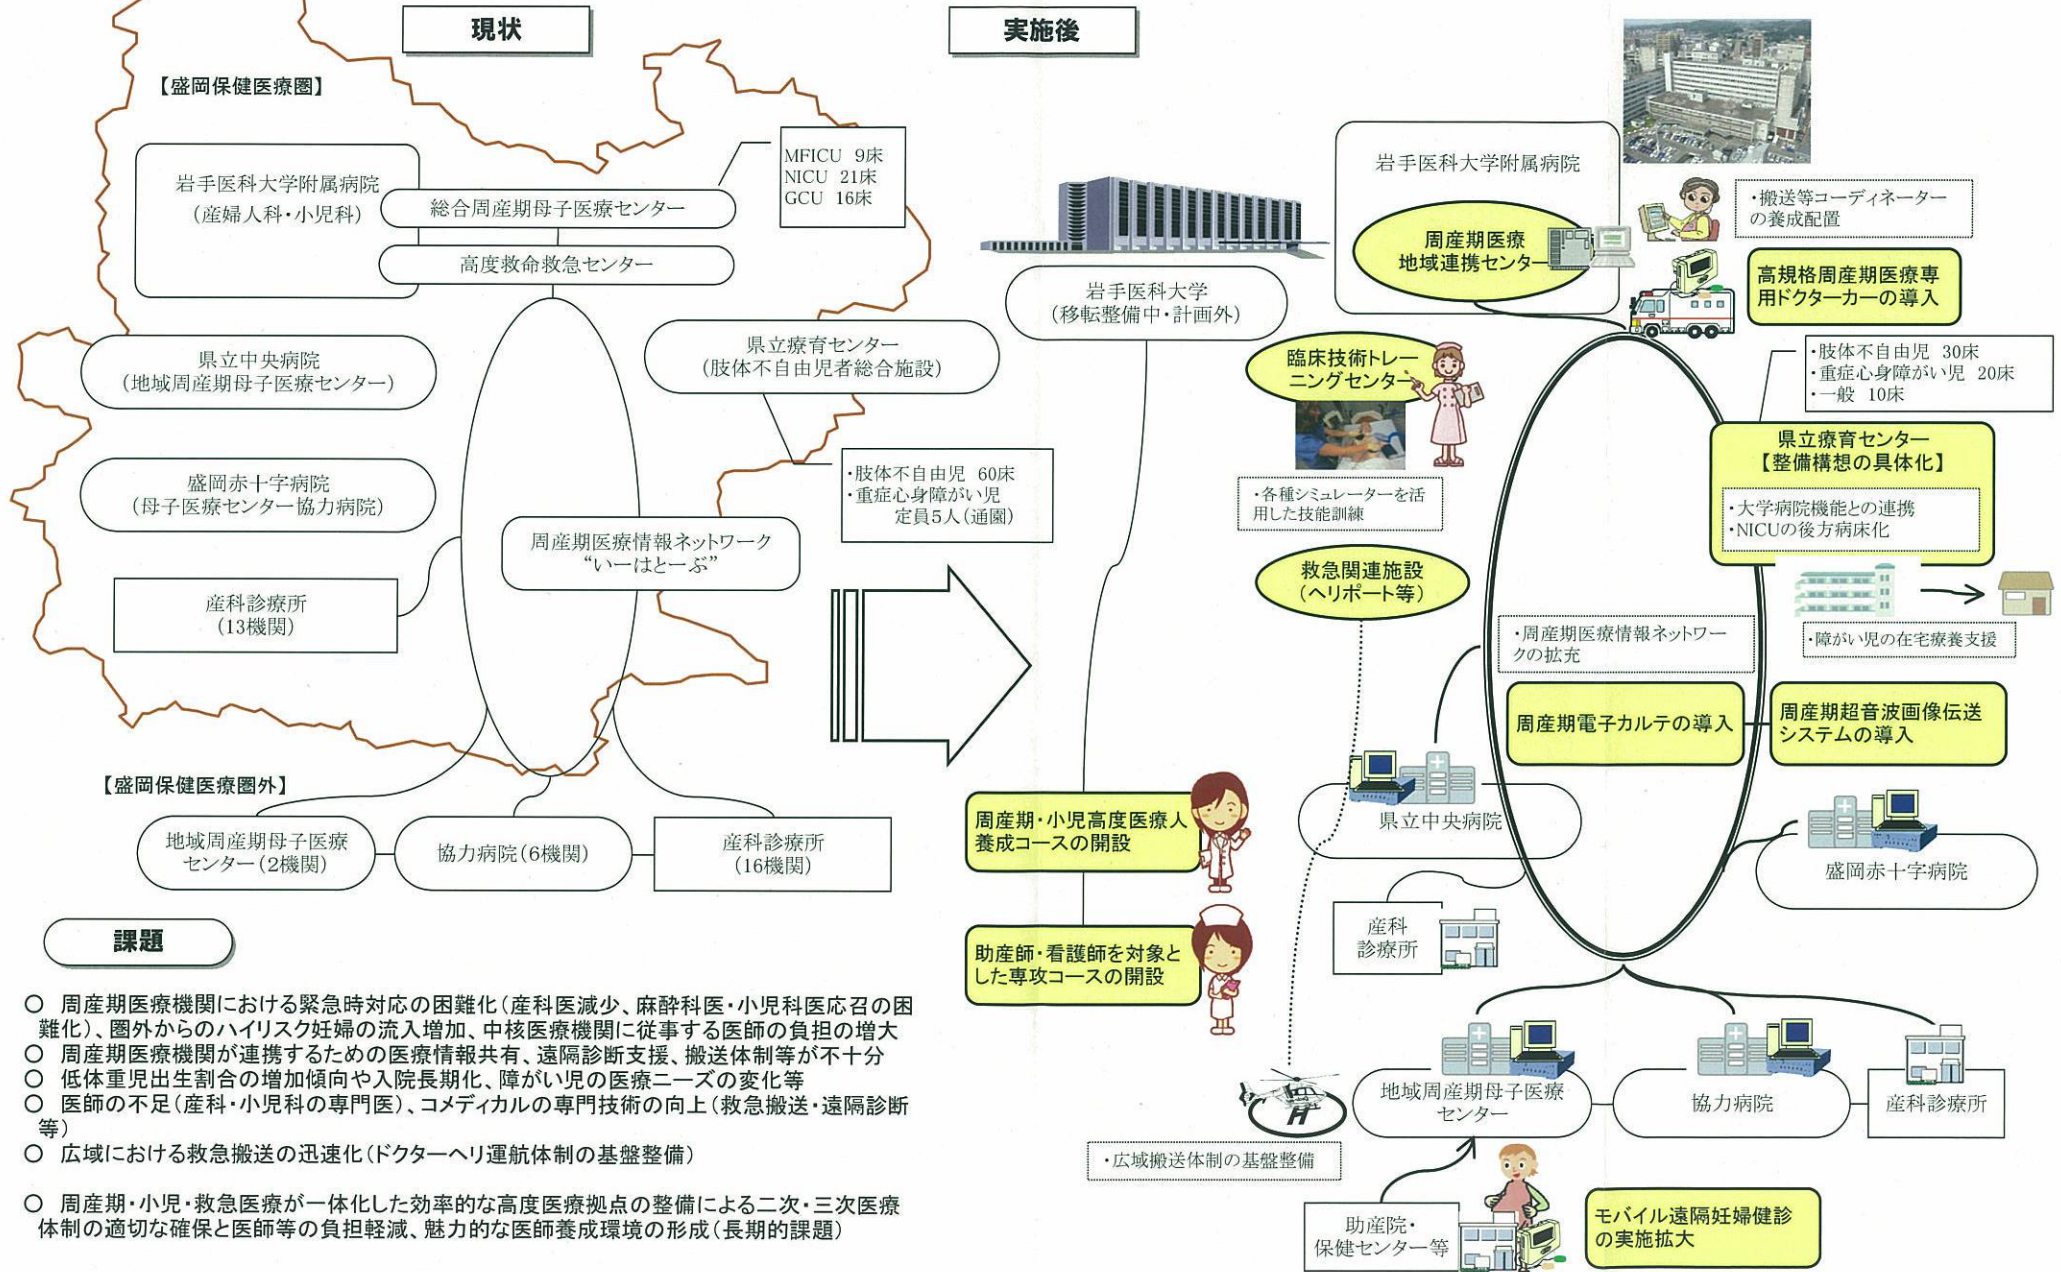 現状
【盛岡保健医療圏】
岩手医科大学附属病院
（産婦人科・小児科）
総合周産期母子医療センター
高度救命救急センター
MFICU 9床
NICU 21床
GCU 16床
県立中央病院
（地域周産期母子医療センター）
県立療育センター
（肢体不自由児者総合施設）
・肢体不自由児 60床
・重症心身障がい児
定員5人（通園）
盛岡赤十字病院
（母子医療センター協力病院）
周産期医療情報ネットワーク
“いーはとーぶ”
産科診療所
（13機関）
【盛岡保健医療圏外】
地域周産期母子医療
センター（2機関）
協力病院（6機関）
産科診療所
（16機関）
課題
○ 周産期医療機関における緊急時対応の困難化（産科医減少、麻酔科医・小児科医応召の困
難化）、圏外からのハイリスク妊婦の流入増加、中核医療機関に従事する医師の負担の増大
○ 周産期医療機関が連携するための医療情報共有、遠隔診断支援、搬送体制等が不十分
○ 低体重児出生割合の増加傾向や入院長期化、障がい児の医療ニーズの変化等
○ 医師の不足（産科・小児科の専門医）、コメディカルの専門技術の向上（救急搬送・遠隔診断
等）
○ 広域における救急搬送の迅速化（ドクターヘリ運航体制の基盤整備）
○ 周産期・小児・救急医療が一体化した効率的な高度医療拠点の整備による二次・三次医療
体制の適切な確保と医師等の負担軽減、魅力的な医師養成環境の形成（長期的課題）
実施後
岩手医科大学附属病院
周産期医療
地域連携センター
・搬送等コーディネーター
の養成配置
高規格周産期医療専
用ドクターカーの導入
岩手医科大学
（移転整備中・計画外）
臨床技術トレー
ニングセンター
・各種シミュレーターを活
用した技能訓練
・肢体不自由児 30床
・重症心身障がい児 20床
・一般 10床
県立療育センター
【整備構想の具体化】
・大学病院機能との連携
・NICUの後方病床化
・障がい児の在宅療養支援
救急関連施設
（ヘリポート等）
・周産期医療情報ネットワー
クの拡充
周産期電子カルテの導入
周産期超音波画像伝送
システムの導入
周産期・小児高度医療人
養成コースの開設
助産師・看護師を対象と
した専攻コースの開設
県立中央病院
盛岡赤十字病院
産科
診療所
H
・広域搬送体制の基盤整備
地域周産期母子医療
センター
協力病院
産科診療所
助産院・
保健センター等
モバイル遠隔妊婦健診
の実施拡大